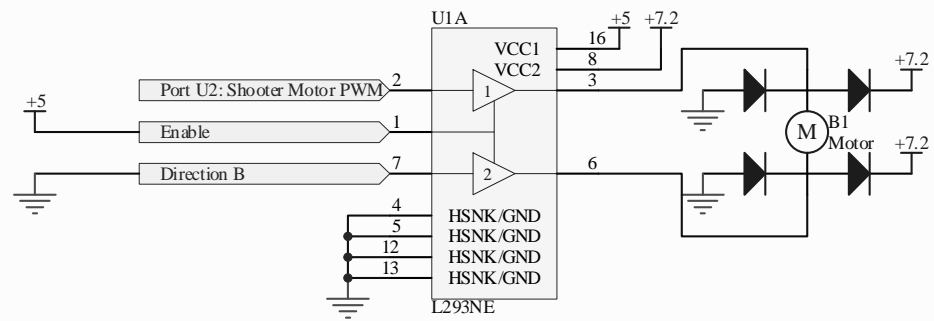 U1A
+5
+7.2
16
VCC1
8
VCC2
Port U2: Shooter Motor PWM
2
1
3
+7.2
+5
Enable
1
M
B1
Motor
Direction B
7
2
6
+7.2
4
HSNK/GND
5
HSNK/GND
12
HSNK/GND
13
HSNK/GND
L293NE